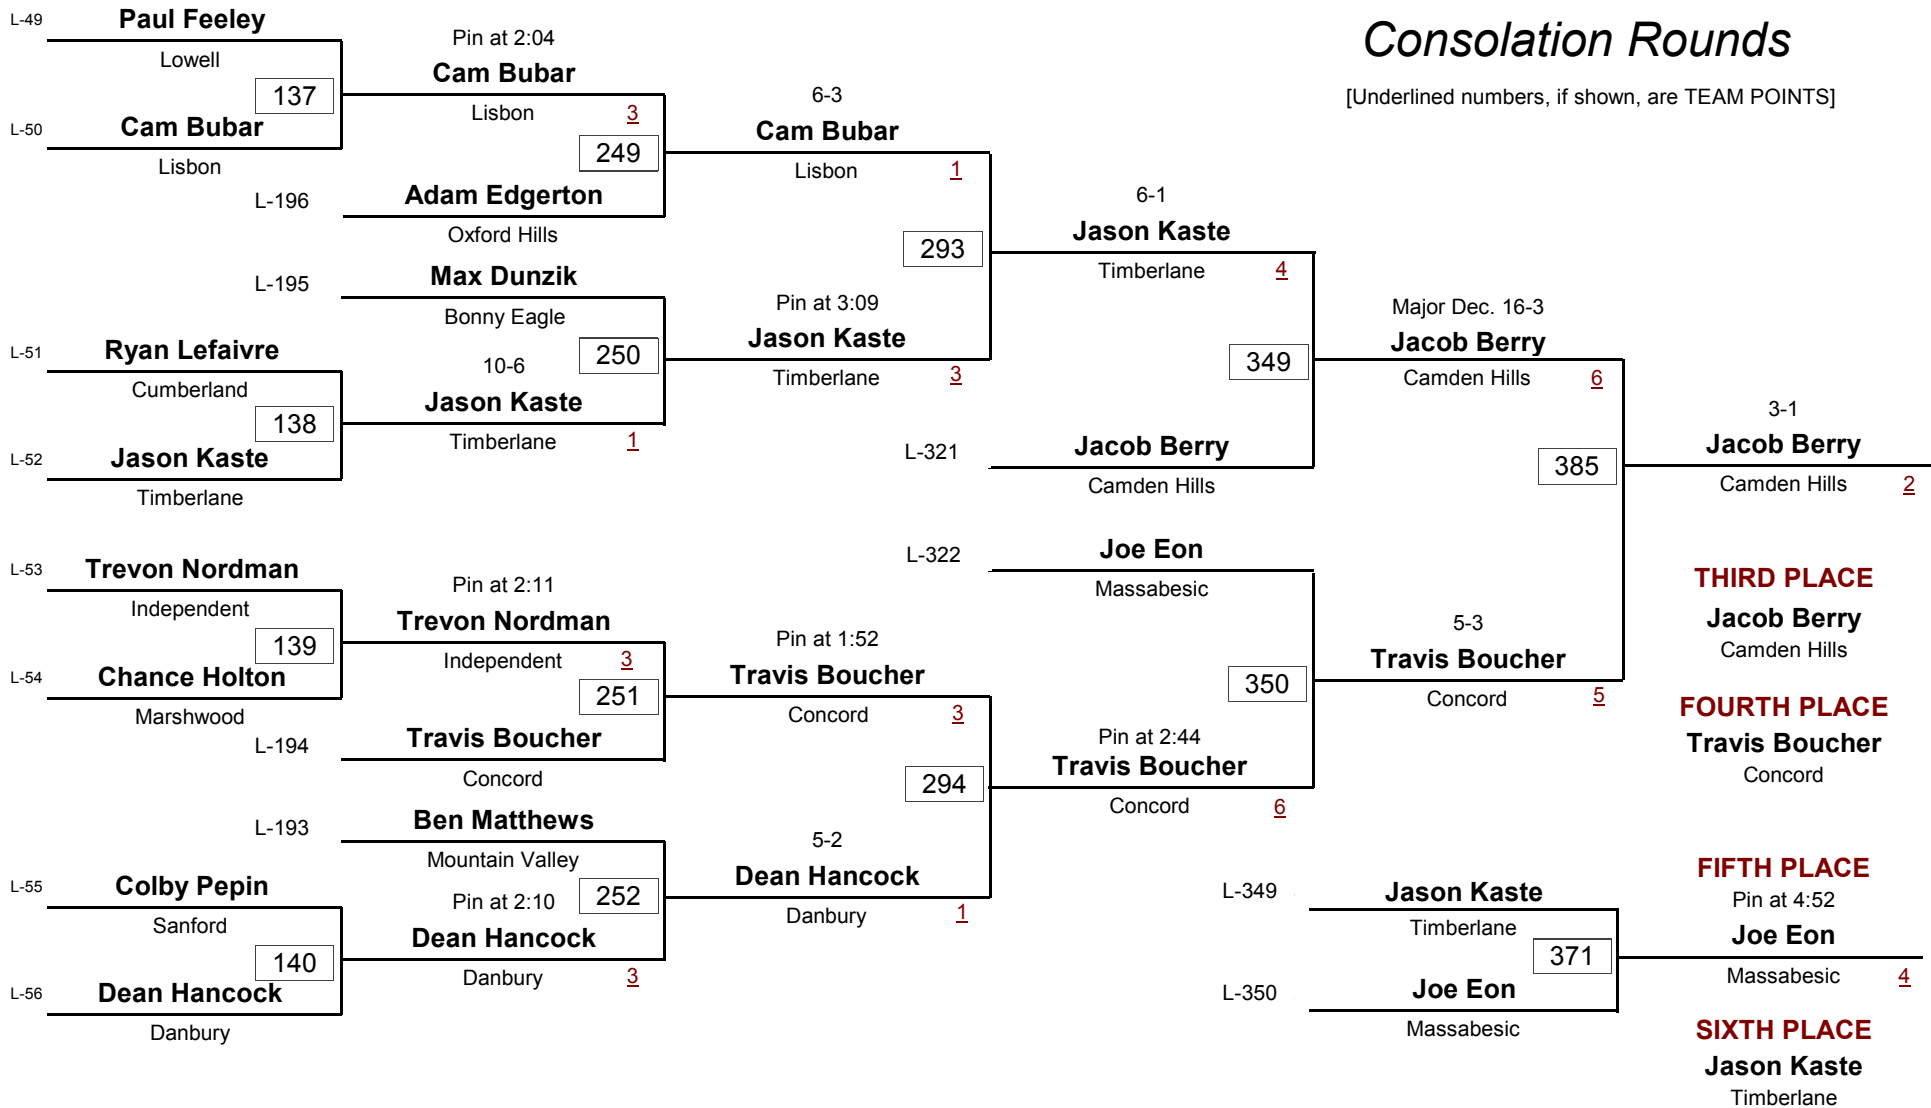 Consolation Rounds
[Underlined numbers, if shown, are TEAM POINTS]
L-49
Paul Feeley
Lowell
137
L-50
Cam Bubar
Lisbon
L-51
Ryan Lefaivre
Cumberland
138
L-52
Jason Kaste
Timberlane
L-53
Trevon Nordman
Independent
139
L-54
Chance Holton
Marshwood
L-55
Colby Pepin
Sanford
140
L-56
Dean Hancock
Danbury
Pin at 2:04
Cam Bubar
Lisbon 3
249
L-196
Adam Edgerton
Oxford Hills
L-195
Max Dunzik
Bonny Eagle
250
10-6
Jason Kaste
Timberlane 1
Pin at 2:11
Trevon Nordman
Independent 3
251
L-194
Travis Boucher
Concord
L-193
Ben Matthews
Mountain Valley
252
Pin at 2:10
Dean Hancock
Danbury 3
6-3
Cam Bubar
Lisbon 1
293
Pin at 3:09
Jason Kaste
Timberlane 3
Pin at 1:52
Travis Boucher
Concord 3
294
5-2
Dean Hancock
Danbury 1
6-1
Jason Kaste
Timberlane 4
349
L-321
Jacob Berry
Camden Hills
L-322
Joe Eon
Massabesic
350
Pin at 2:44
Travis Boucher
Concord 6
Major Dec. 16-3
Jacob Berry
Camden Hills 6
385
5-3
Travis Boucher
Concord 5
3-1
Jacob Berry
Camden Hills 2
THIRD PLACE
Jacob Berry
Camden Hills
FOURTH PLACE
Travis Boucher
Concord
L-349
Jason Kaste
Timberlane
371
L-350
Joe Eon
Massabesic
FIFTH PLACE
Pin at 4:52
Joe Eon
Massabesic 4
SIXTH PLACE
Jason Kaste
Timberlane